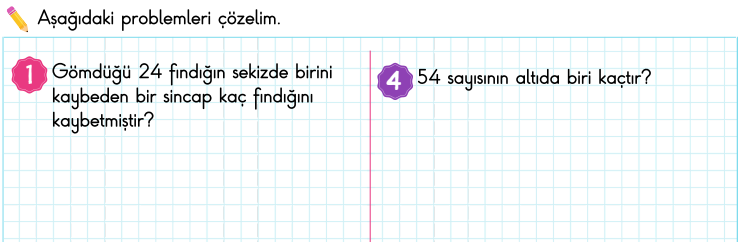 Aşağıdaki problemleri çözelim.
1 Gömdüğü 24 fındığın sekizde birini
kaybeden bir sincap kaç fındığını
kaybetmiştir?
4 54 sayısının altıda biri kaçtır?